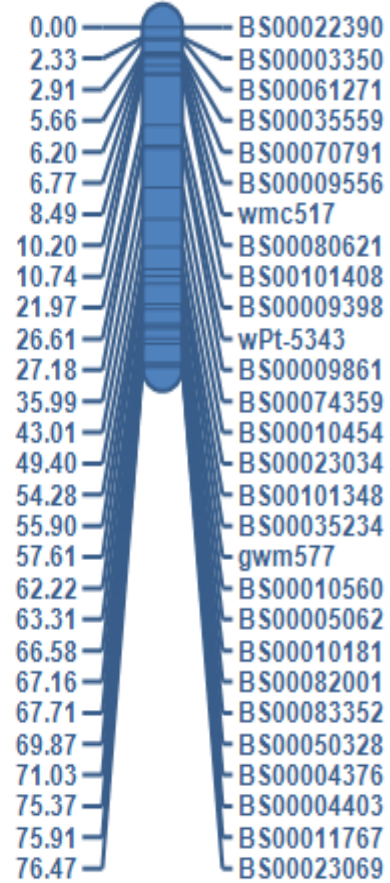 0.00 BS00022390
2.33 BS00003350
2.91 BS00061271
5.66 BS00035559
6.20 BS00070791
6.77 BS00009556
8.49 wmc517
10.20 BS00080621
10.74 BS00101408
21.97 BS00009398
26.61 wPt-5343
27.18 BS00009861
35.99 BS00074359
43.01 BS00010454
49.40 BS00023034
54.28 BS00101348
55.90 BS00035234
57.61 gwm577
62.22 BS00010560
63.31 BS00005062
66.58 BS00010181
67.16 BS00082001
67.71 BS00083352
69.87 BS00050328
71.03 BS00004376
75.37 BS00004403
75.91 BS00011767
76.47 BS00023069